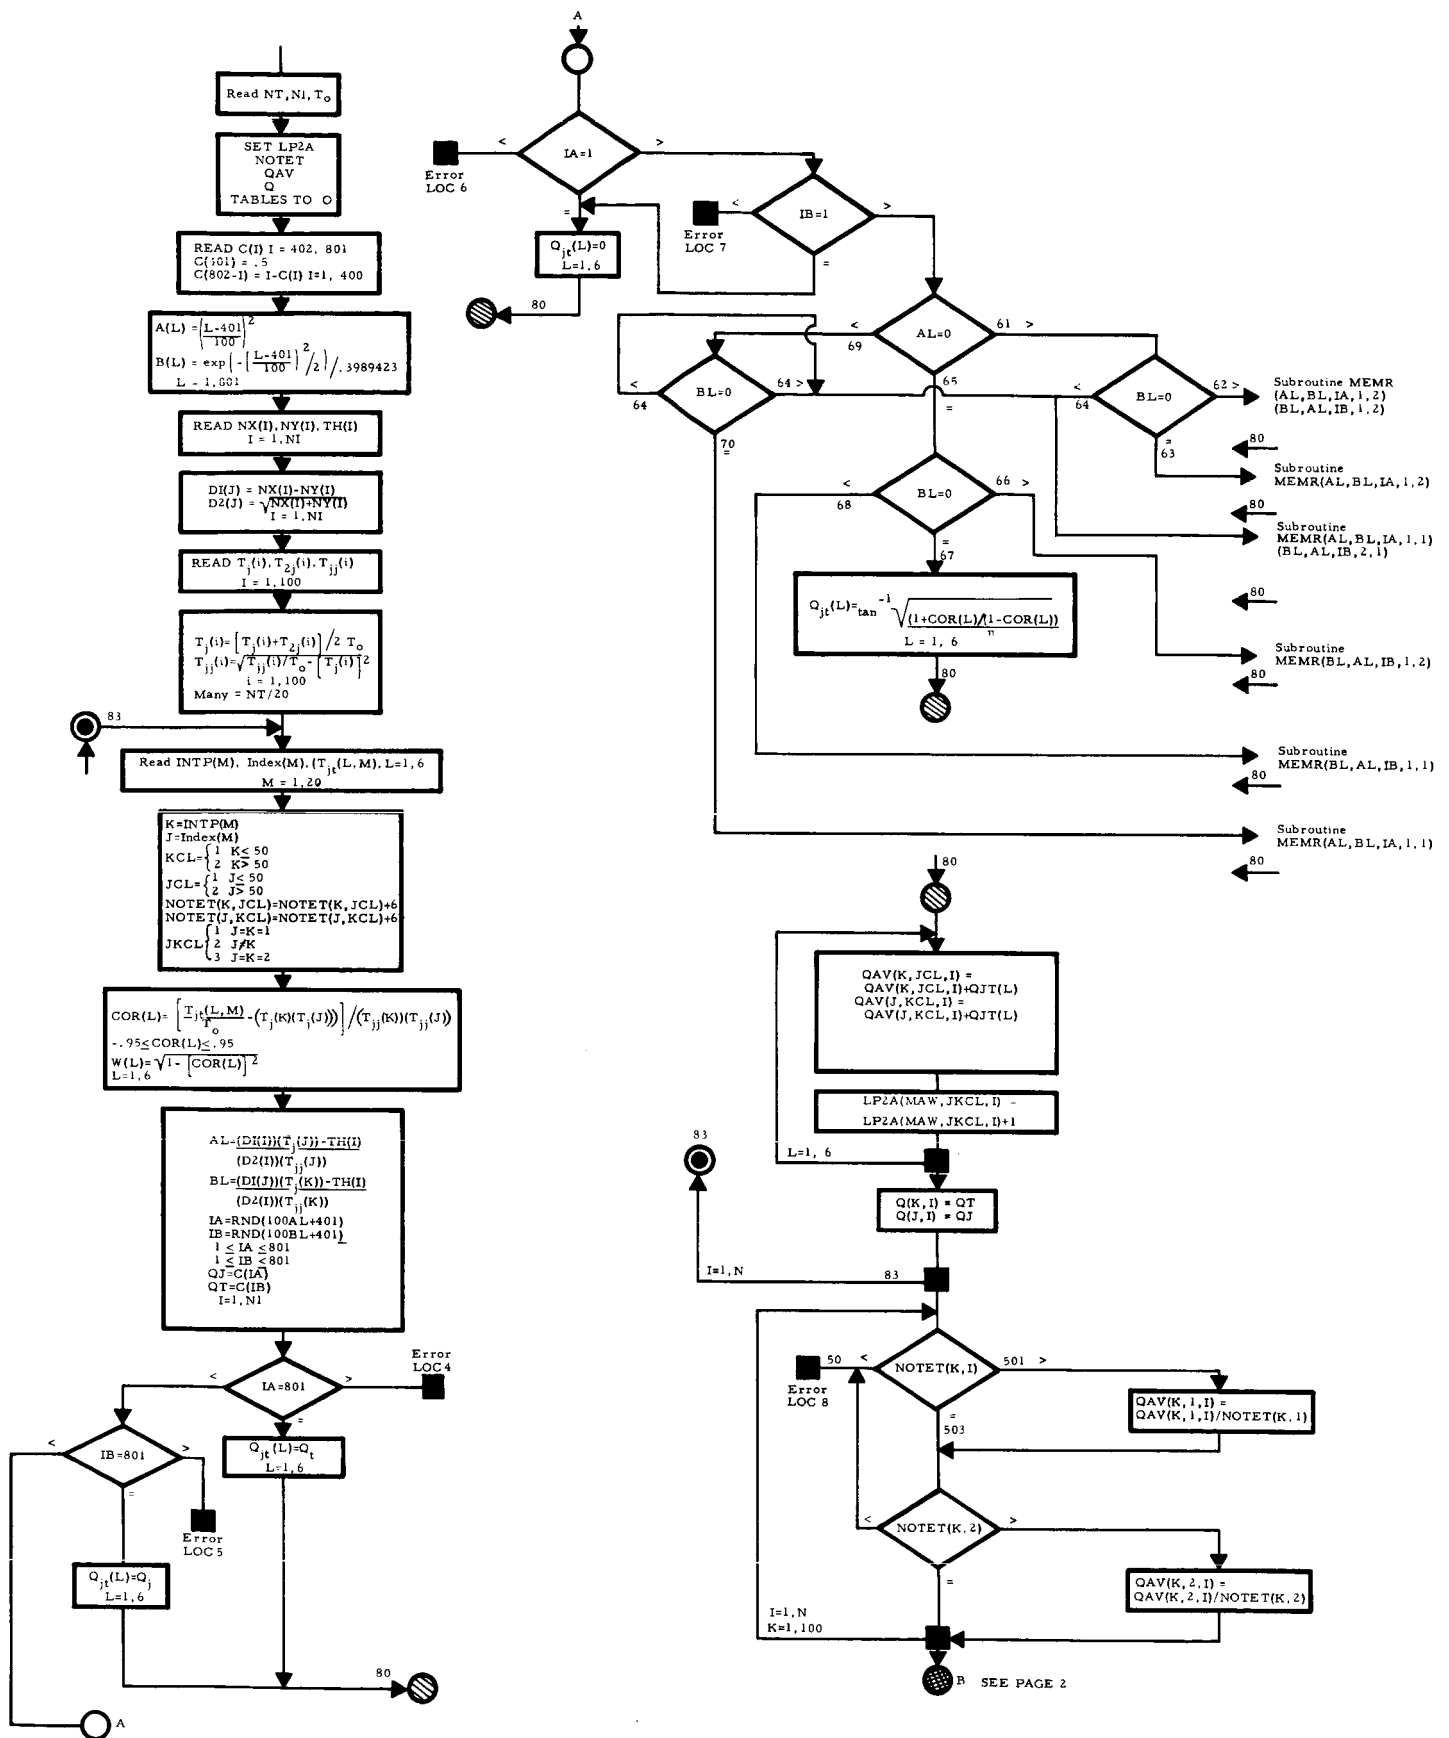 Read NT, N1, T_o
SET LP2A
NOTET
QAV
Q
TABLES TO O
READ C(I) I = 402, 801
C(401) = .5
C(802-I) = I-C(I) I=1, 400
A(L) = (L-401/100)^2
B(L) = exp(-(L-401/100)^2/2)/.3989423
L = 1,801
READ NX(I), NY(I), TH(I)
I = 1, NI
DI(J) = NX(I)-NY(I)
D2(J) = √NX(I)+NY(I)
I = 1, NI
READ T_j(i), T_2j(i), T_jj(i)
I = 1,100
T_j(i)=[T_j(i)+T_2j(i)]/2 T_o
T_jj(i)=√T_jj(i)/T_o-[T_j(i)]^2
i = 1,100
Many = NT/20
83
Read INTP(M), Index(M), (T_jt(L,M), L=1,6
M = 1,20
K=INTP(M)
J=Index(M)
KCL={1 K≤ 50
2 K> 50
JCL={1 J≤ 50
2 J> 50
NOTET(K,JCL)=NOTET(K,JCL)+6
NOTET(J,KCL)=NOTET(J,KCL)+6
JKCL{1 J=K=1
2 J≠K
3 J=K=2
COR(L)= [T_jt(L,M)/T_o -(T_j(K)(T_j(J)))]/(T_jj(K))(T_jj(J))
-.95≤COR(L)≤.95
W(L)=√1-[COR(L)]^2
L=1,6
AL=(DI(I))(T_j(J))-TH(I)
(D2(I))(T_jj(J))
BL=(DI(J))(T_j(K))-TH(I)
(D2(I))(T_jj(K))
IA=RND(100AL+401)
IB=RND(100BL+401)
1 ≤ IA ≤801
1 ≤ IB ≤801
QJ=C(IA)
QT=C(IB)
I=1, N1
< IA=801 >
=
Error
LOC 4
< IB=801 >
=
Error
LOC 5
Q_jt(L)=Q_t
L=1,6
Q_jt(L)=Q_j
L=1,6
80
A
A
< IA=1 >
=
Error
LOC 6
< IB=1 >
=
Error
LOC 7
Q_jt(L)=0
L=1,6
80
< AL=0 61 >
69
65
=
< BL=0 64 >
64
70
=
< BL=0 62 >
64
=
63
< BL=0 66 >
68
=
67
Q_jt(L)=tan^-1 √(1+COR(L)/(1-COR(L))
π
L = 1, 6
80
Subroutine MEMR
(AL,BL,IA,1,2)
(BL,AL,IB,1,2)
80
Subroutine
MEMR(AL,BL,IA,1,2)
80
Subroutine
MEMR(AL,BL,IA,1,1)
(BL,AL,IB,2,1)
80
Subroutine
MEMR(BL,AL,IB,1,2)
80
Subroutine
MEMR(BL,AL,IB,1,1)
80
Subroutine
MEMR(AL,BL,IA,1,1)
80
80
QAV(K,JCL,I) =
QAV(K,JCL,I)+QJT(L)
QAV(J,KCL,I) =
QAV(J,KCL,I)+QJT(L)
LP2A(MAW,JKCL,I) =
LP2A(MAW,JKCL,I)+1
L=1, 6
83
Q(K,I) = QT
Q(J,I) = QJ
I=1,N
83
50 < NOTET(K,I) 501 >
=
503
Error
LOC 8
QAV(K,1,I) =
QAV(K,1,I)/NOTET(K,1)
< NOTET(K,2) >
=
QAV(K,2,I) =
QAV(K,2,I)/NOTET(K,2)
I=1,N
K=1,100
B SEE PAGE 2